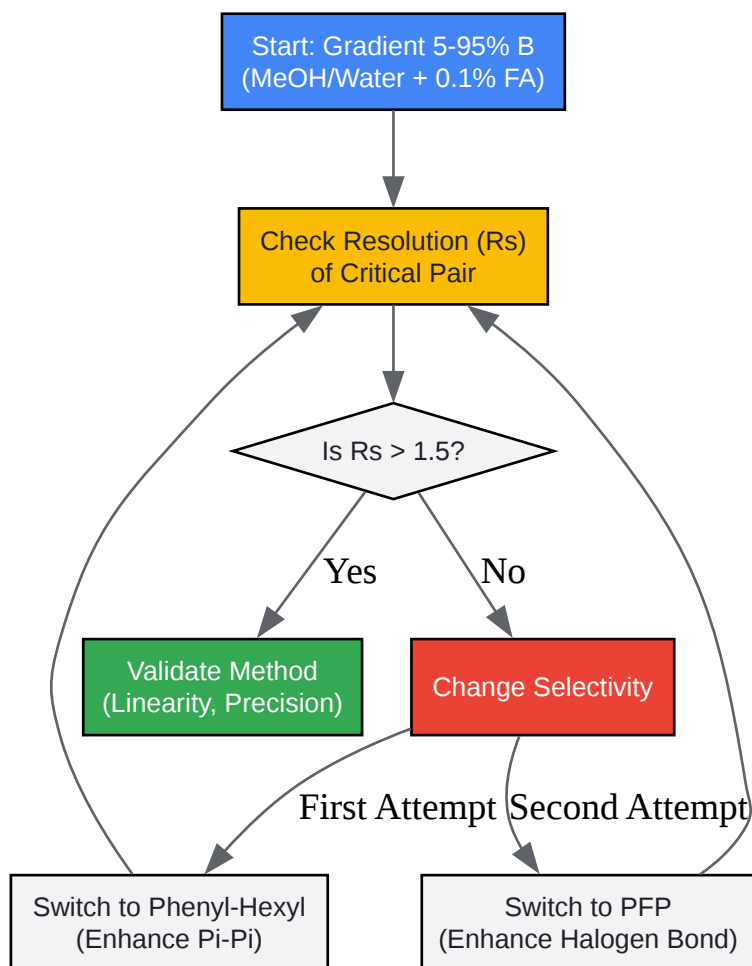 Start: Gradient 5-95% B
(MeOH/Water + 0.1% FA)
Check Resolution (Rs)
of Critical Pair
Is Rs > 1.5?
Yes
No
Validate Method
(Linearity, Precision)
Change Selectivity
First Attempt
Second Attempt
Switch to Phenyl-Hexyl
(Enhance Pi-Pi)
Switch to PFP
(Enhance Halogen Bond)